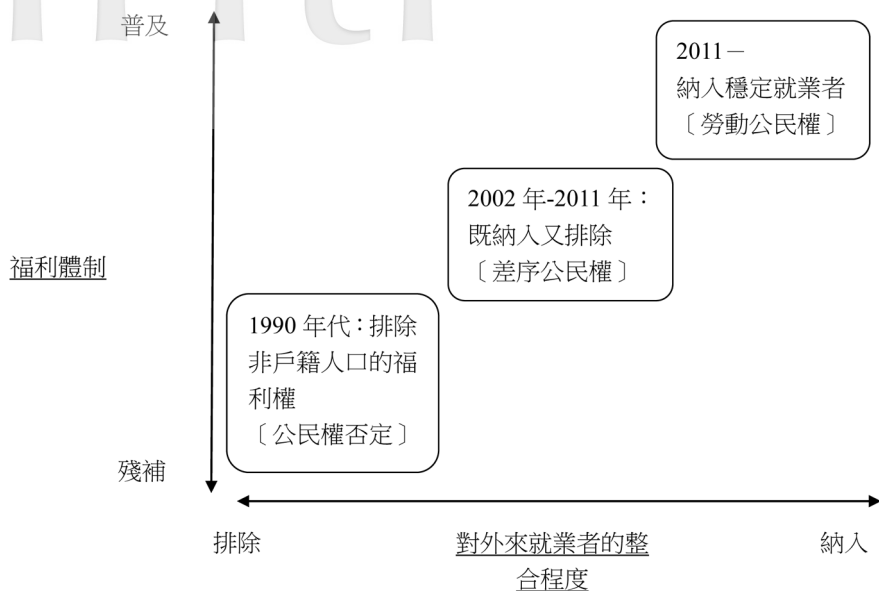 普及
2011－
納入穩定就業者
〔勞動公民權〕
2002 年-2011 年：
既納入又排除
〔差序公民權〕
福利體制
1990 年代：排除
非戶籍人口的福
利權
〔公民權否定〕
殘補
排除
對外來就業者的整
合程度
納入